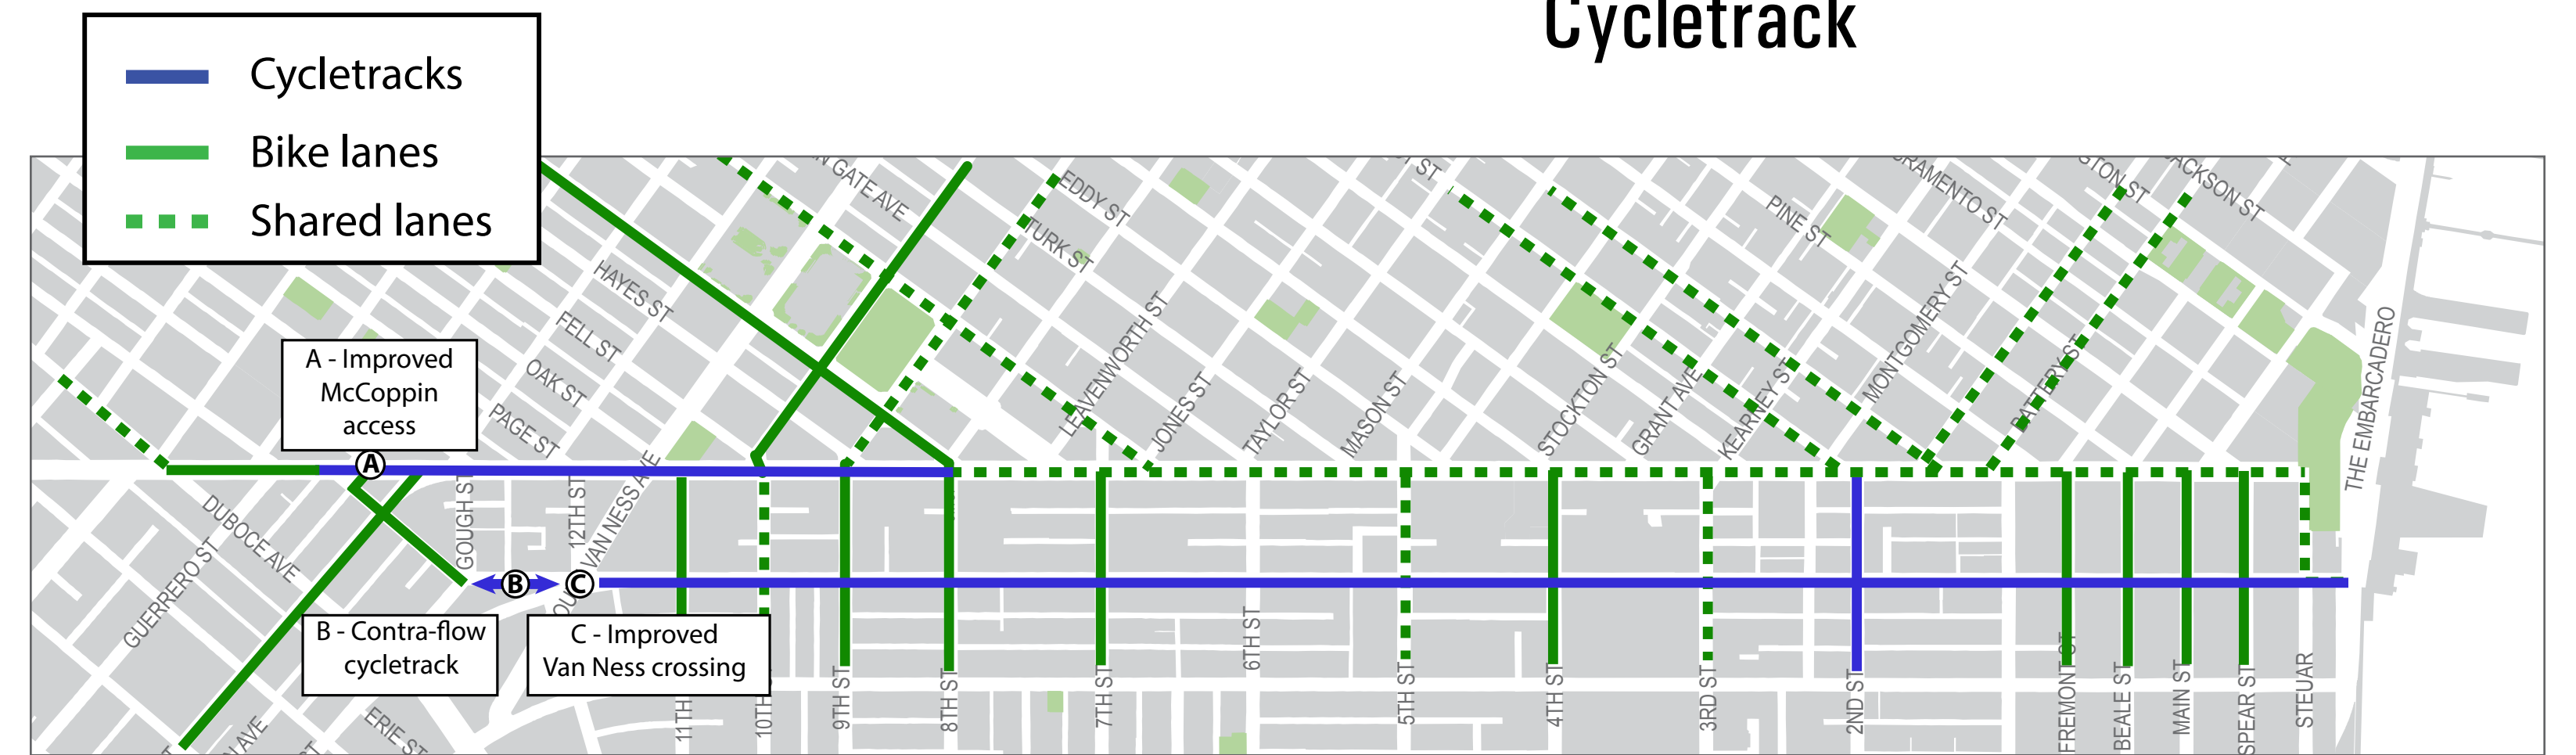 Cycletrack
Cycletracks
Bike lanes
Shared lanes
GATE AVE
EDDY ST
TURK ST
HAYES ST
FELL ST
OAK ST
PAGE ST
LEAVENWORTH ST
JONES ST
TAYLOR ST
MASON ST
STOCKTON ST
GRANT AVE
KEARNEY ST
PINE ST
MONTGOMERY ST
BATTERY ST
THE EMBARCADERO
A - Improved
McCoppin
access
A
DUBOCE AVE
GUERRERO ST
GOUGH ST
12TH ST
VAN NESS AVE
B
C
B - Contra-flow
cycletrack
C - Improved
Van Ness crossing
ERIE ST
11TH
10TH
9TH ST
8TH ST
7TH ST
6TH ST
5TH ST
4TH ST
3RD ST
2ND ST
FREMONT ST
BEALE ST
MAIN ST
SPEAR ST
STEUAR